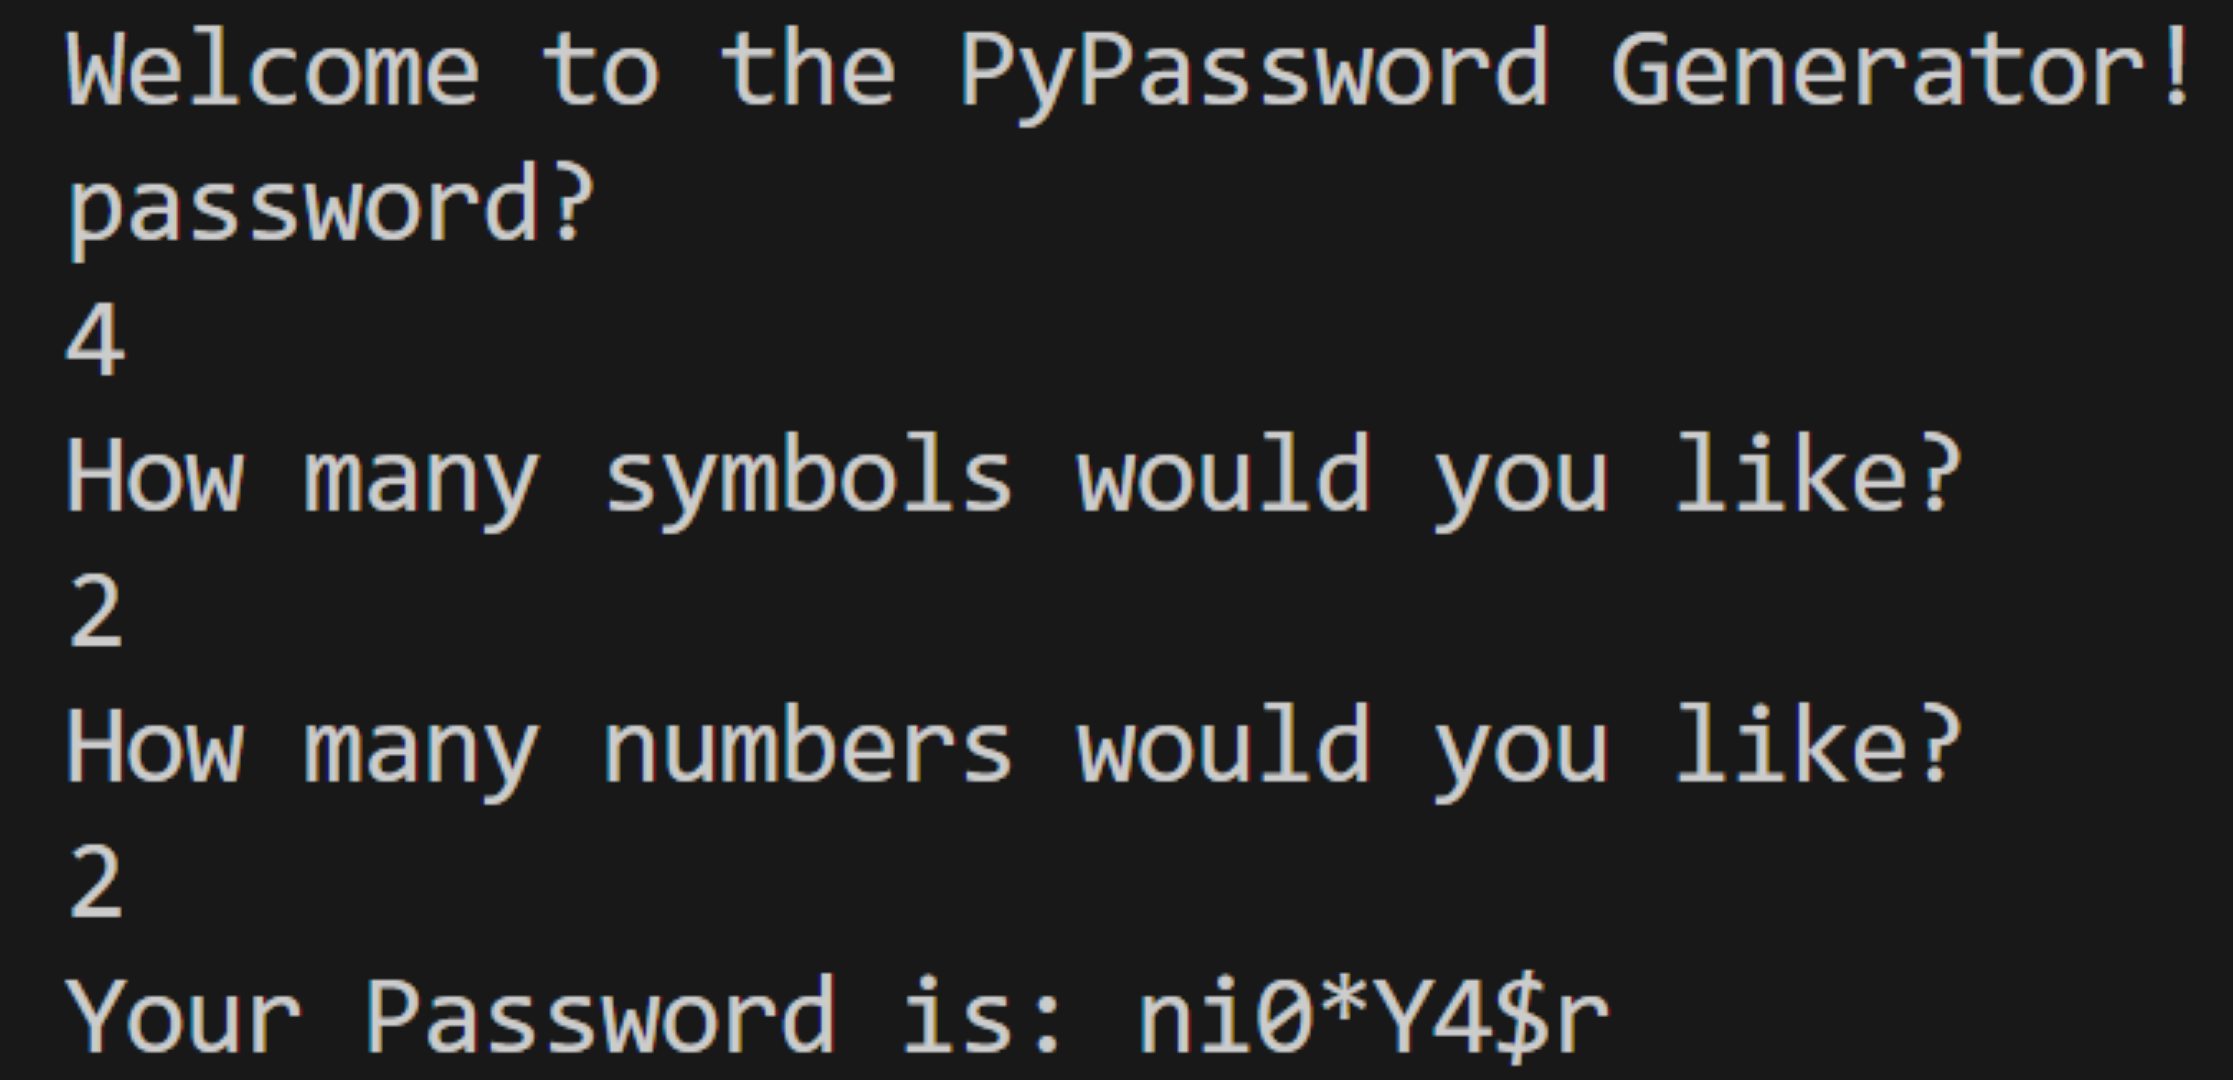 Welcome to the PyPassword Generator!
password?
4
How many symbols would you like?
2
How many numbers would you like?
2
Your Password is: ni0*Y4$r